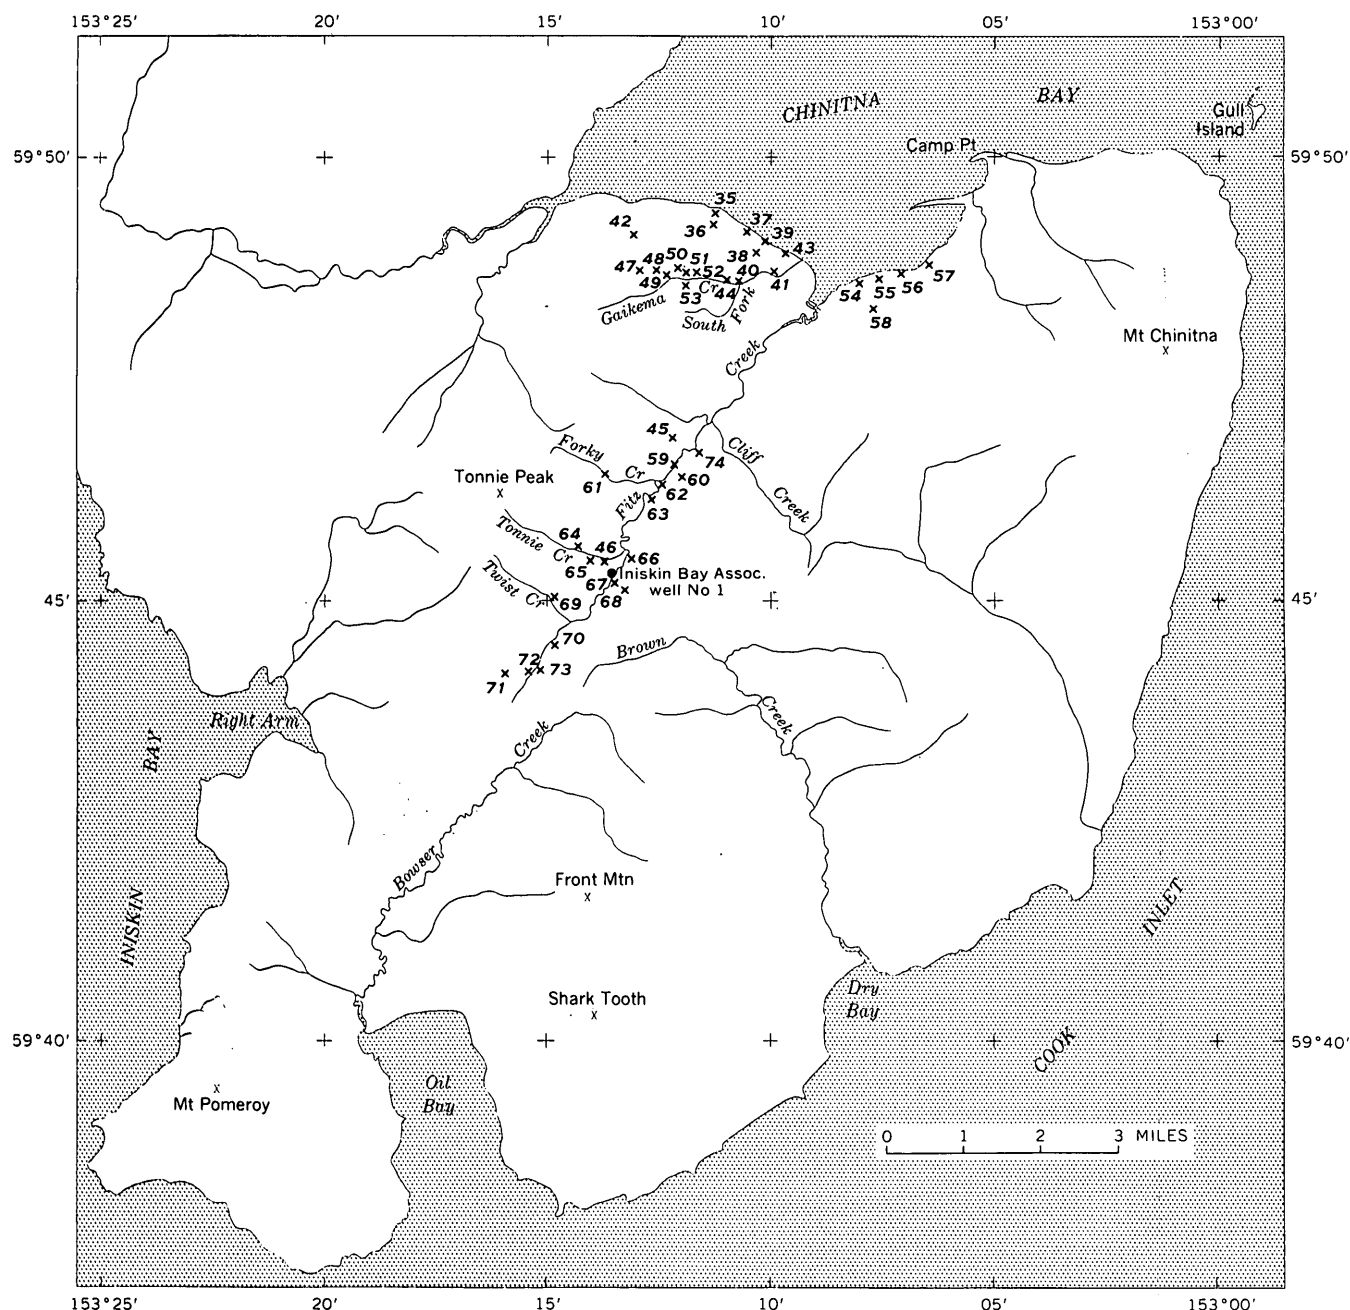 153°25′ 20′ 15′ 10′ 05′ 153°00′
CHINITNA BAY
Gull
Island
59°50′ 59°50′
Camp Pt
35
42 36 37
39
38 43
47 48 50 51
52 40 41
49 53 Cr 44
Gaikema
South Fork
54 55 56 57
58
Mt Chinitna
Creek
45
Forky
Cr
59
74
Cliff
Creek
Tonnie Peak
61
60
62
63
Fitz
64
Tonnie
Cr
46
66
65
67
Iniskin Bay Assoc.
well No 1
68
Twist
Cr
69
45′ 45′
70
Brown
Creek
72
73
71
Right Arm
BAY
INISKIN
Creek
Bowser
Front Mtn
INLET
COOK
Shark Tooth
Dry
Bay
59°40′ 59°40′
Oil
Bay
Mt Pomeroy
0 1 2 3 MILES
153°25′ 20′ 15′ 10′ 05′ 153°00′